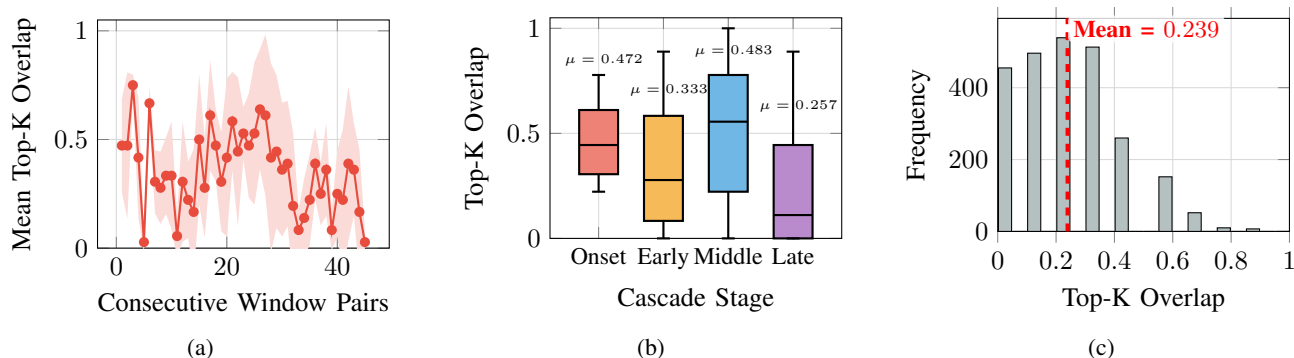 1
0.5
0
0 20 40
Mean Top-K Overlap
Consecutive Window Pairs
(a)
1
0.5
0
μ = 0.472
μ = 0.333
μ = 0.483
μ = 0.257
Onset Early Middle Late
Top-K Overlap
Cascade Stage
(b)
Mean = 0.239
400
200
0
0 0.2 0.4 0.6 0.8 1
Frequency
Top-K Overlap
(c)